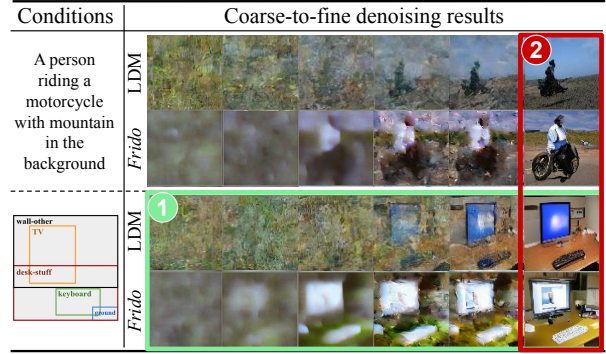 Conditions
Coarse-to-fine denoising results
A person
riding a
motorcycle
with mountain
in the
background
LDM
Frido
2
1
wall-other
TV
desk-stuff
keyboard
ground
LDM
Frido